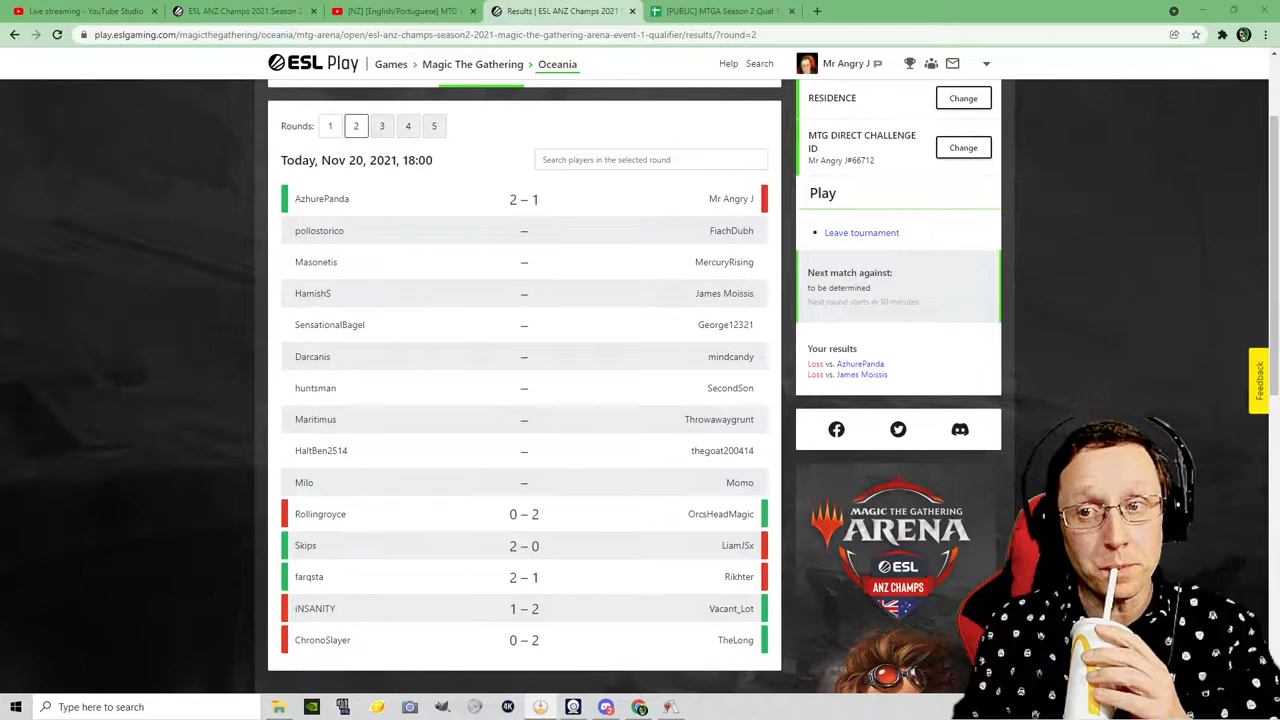 Live streaming - YouTube Studio
ESL ANZ Champs 2021 Season 2
[NZ] [English/Portuguese] MTG -
Results | ESL ANZ Champs 2021 S
[PUBLIC] MTGA Season 2 Qual 1
play.eslgaming.com/magicthegathering/oceania/mtg-arena/open/esl-anz-champs-season2-2021-magic-the-gathering-arena-event-1-qualifier/results/?round=2
ESL Play Games > Magic The Gathering > Oceania
Help Search
Mr Angry J
Rounds: 1 2 3 4 5
Today, Nov 20, 2021, 18:00
Search players in the selected round
AzhurePanda 2 – 1 Mr Angry J
pollostorico – FiachDubh
Masonetis – MercuryRising
HamishS – James Moissis
SensationalBagel – George12321
Darcanis – mindcandy
huntsman – SecondSon
Maritimus – Throwawaygrunt
HaltBen2514 – thegoat200414
Milo – Momo
Rollingroyce 0 – 2 OrcsHeadMagic
Skips 2 – 0 LiamJSx
farqsta 2 – 1 Rikhter
iNSANITY 1 – 2 Vacant_Lot
ChronoSlayer 0 – 2 TheLong
RESIDENCE
Change
MTG DIRECT CHALLENGE
ID
Mr Angry J#66712
Change
Play
• Leave tournament
Next match against:
to be determined
Next round starts in 30 minutes
Your results
Loss vs. AzhurePanda
Loss vs. James Moissis
MAGIC THE GATHERING
ARENA
ESL
ANZ CHAMPS
Feedback
Type here to search
4K